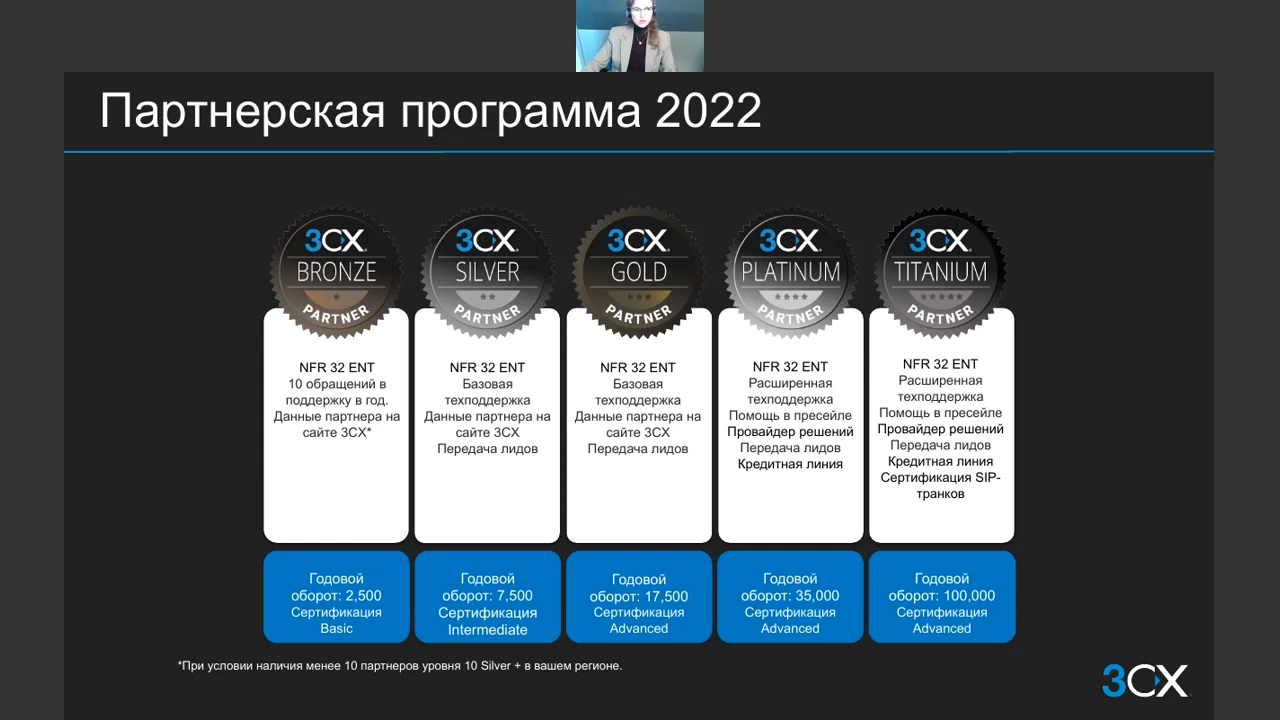 Партнерская программа 2022
3CX
BRONZE
PARTNER
NFR 32 ENT
10 обращений в
поддержку в год.
Данные партнера на
сайте 3CX*
Годовой
оборот: 2,500
Сертификация
Basic
3CX
SILVER
PARTNER
NFR 32 ENT
Базовая
техподдержка
Данные партнера на
сайте 3CX
Передача лидов
Годовой
оборот: 7,500
Сертификация
Intermediate
3CX
GOLD
PARTNER
NFR 32 ENT
Базовая
техподдержка
Данные партнера на
сайте 3CX
Передача лидов
Годовой
оборот: 17,500
Сертификация
Advanced
3CX
PLATINUM
PARTNER
NFR 32 ENT
Расширенная
техподдержка
Помощь в пресейле
Провайдер решений
Передача лидов
Кредитная линия
Годовой
оборот: 35,000
Сертификация
Advanced
3CX
TITANIUM
PARTNER
NFR 32 ENT
Расширенная
техподдержка
Помощь в пресейле
Провайдер решений
Передача лидов
Кредитная линия
Сертификация SIP-
транков
Годовой
оборот: 100,000
Сертификация
Advanced
*При условии наличия менее 10 партнеров уровня 10 Silver + в вашем регионе.
3CX